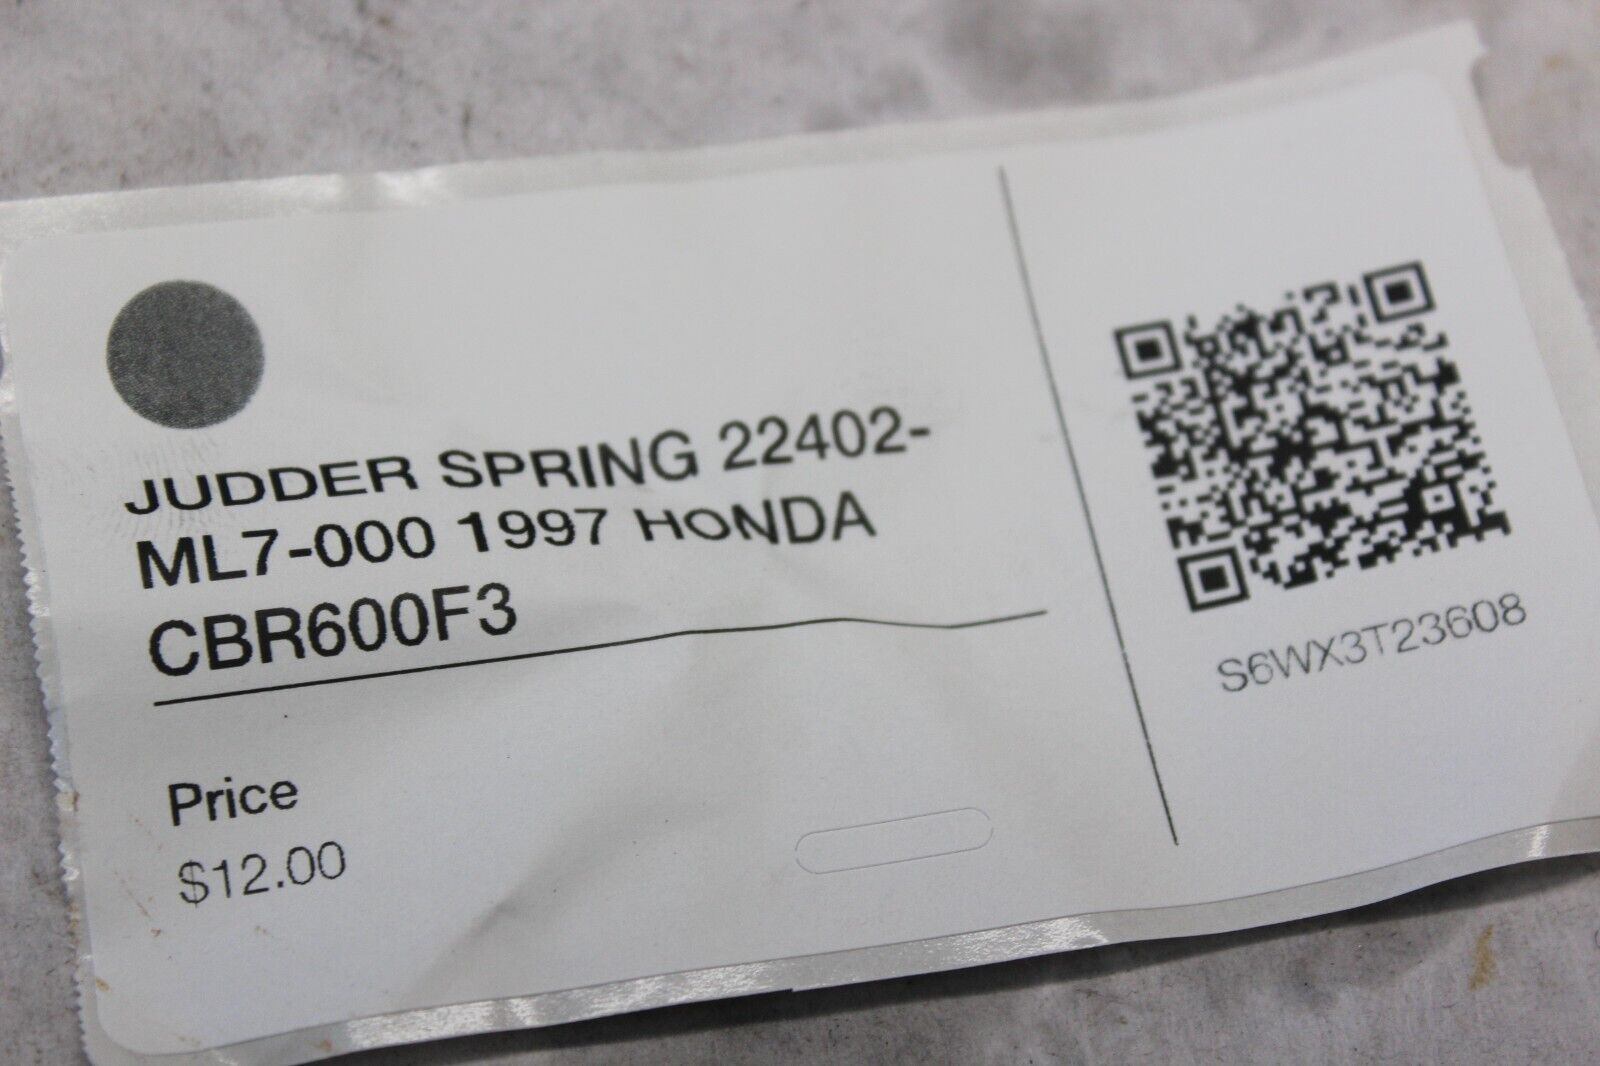 JUDDER SPRING 22402-
ML7-000 1997 HONDA
CBR600F3
Price
$12.00
S6WX3T23608